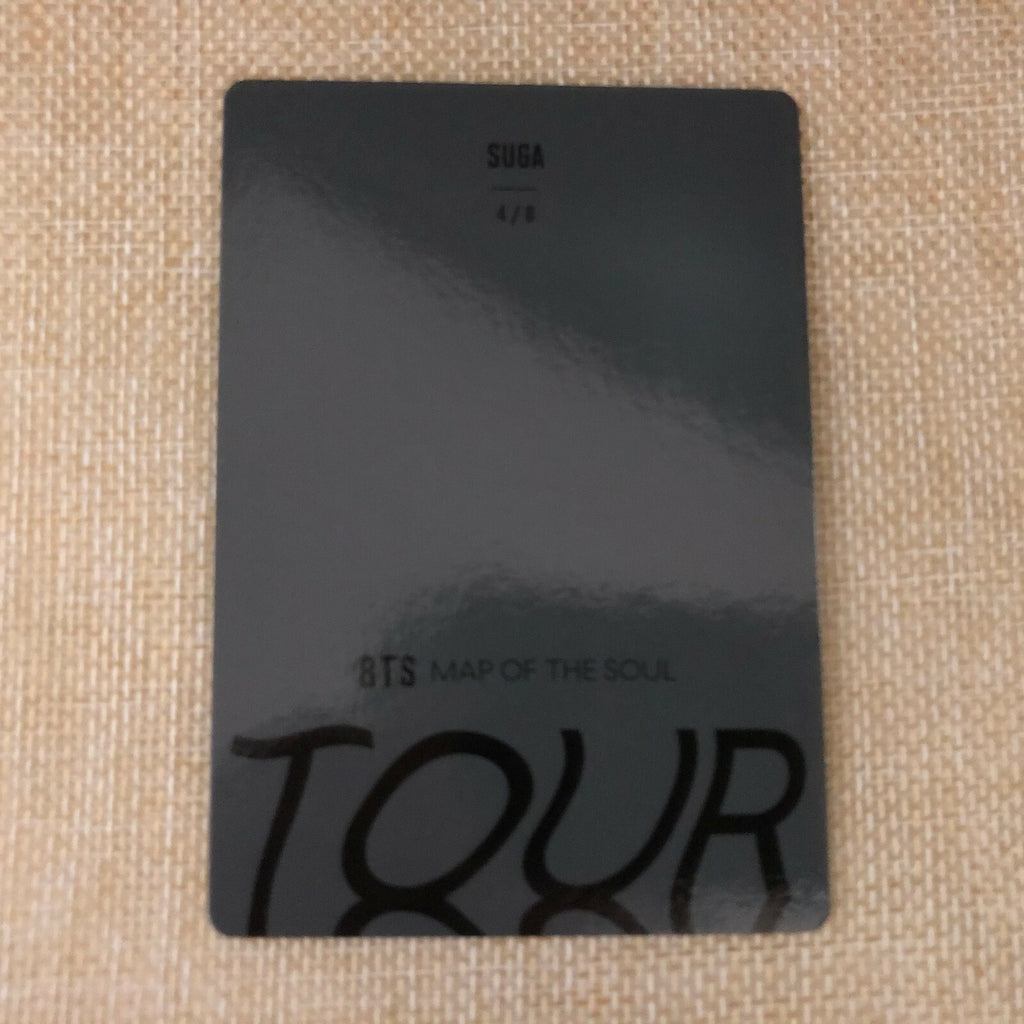 SUGA
4/8
BTS MAP OF THE SOUL
TOUR